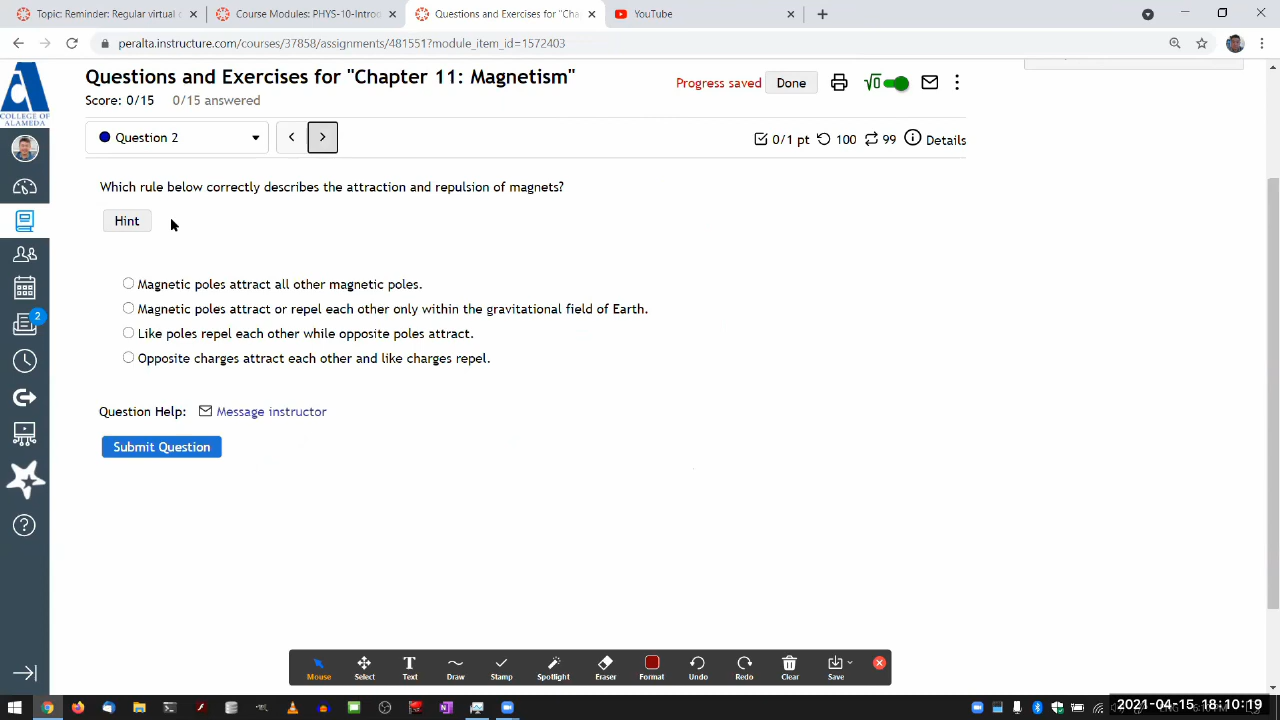 Topic: Reminder: Regular virtual c
Course Modules: PHYS-10-Introd
Questions and Exercises for "Cha
YouTube
peralta.instructure.com/courses/37858/assignments/481551?module_item_id=1572403
COLLEGE OF
ALAMEDA
Questions and Exercises for "Chapter 11: Magnetism"
Progress saved
Done
√0
Score: 0/15 0/15 answered
Question 2
0/1 pt 100 99 Details
Which rule below correctly describes the attraction and repulsion of magnets?
Hint
Magnetic poles attract all other magnetic poles.
Magnetic poles attract or repel each other only within the gravitational field of Earth.
Like poles repel each other while opposite poles attract.
Opposite charges attract each other and like charges repel.
2
Question Help: Message instructor
Submit Question
Mouse Select Text Draw Stamp Spotlight Eraser Format Undo Redo Clear Save
2021-04-15 18:10:19